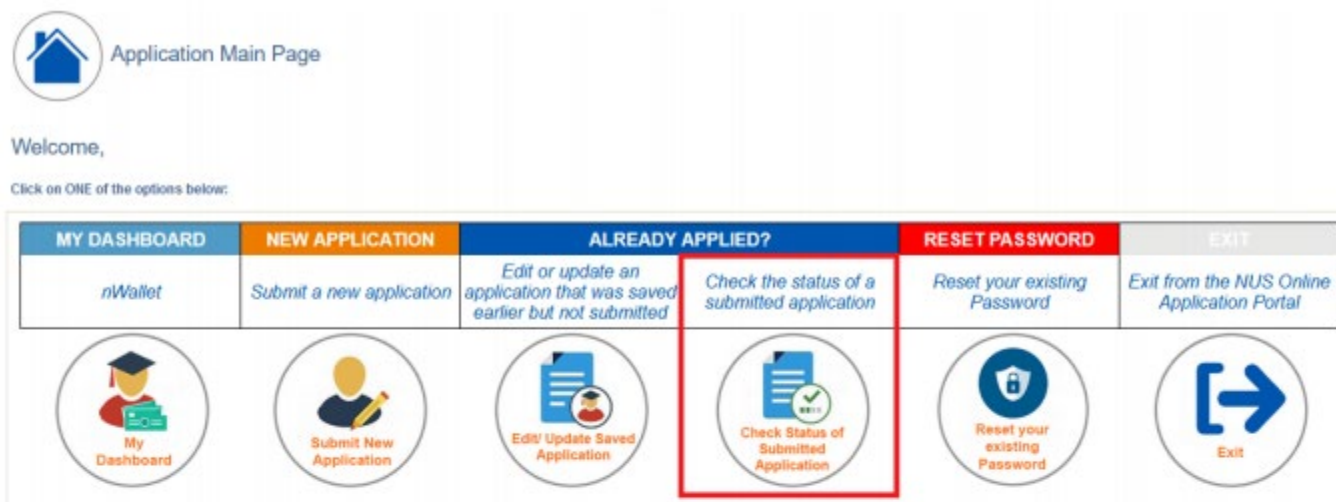 Application Main Page
Welcome,
Click on ONE of the options below:
MY DASHBOARD
NEW APPLICATION
ALREADY APPLIED?
RESET PASSWORD
EXIT
nWallet
Submit a new application
Edit or update an
application that was saved
earlier but not submitted
Check the status of a
submitted application
Reset your existing
Password
Exit from the NUS Online
Application Portal
My
Dashboard
Submit New
Application
Edit/ Update Saved
Application
Check Status of
Submitted
Application
Reset your
existing
Password
Exit